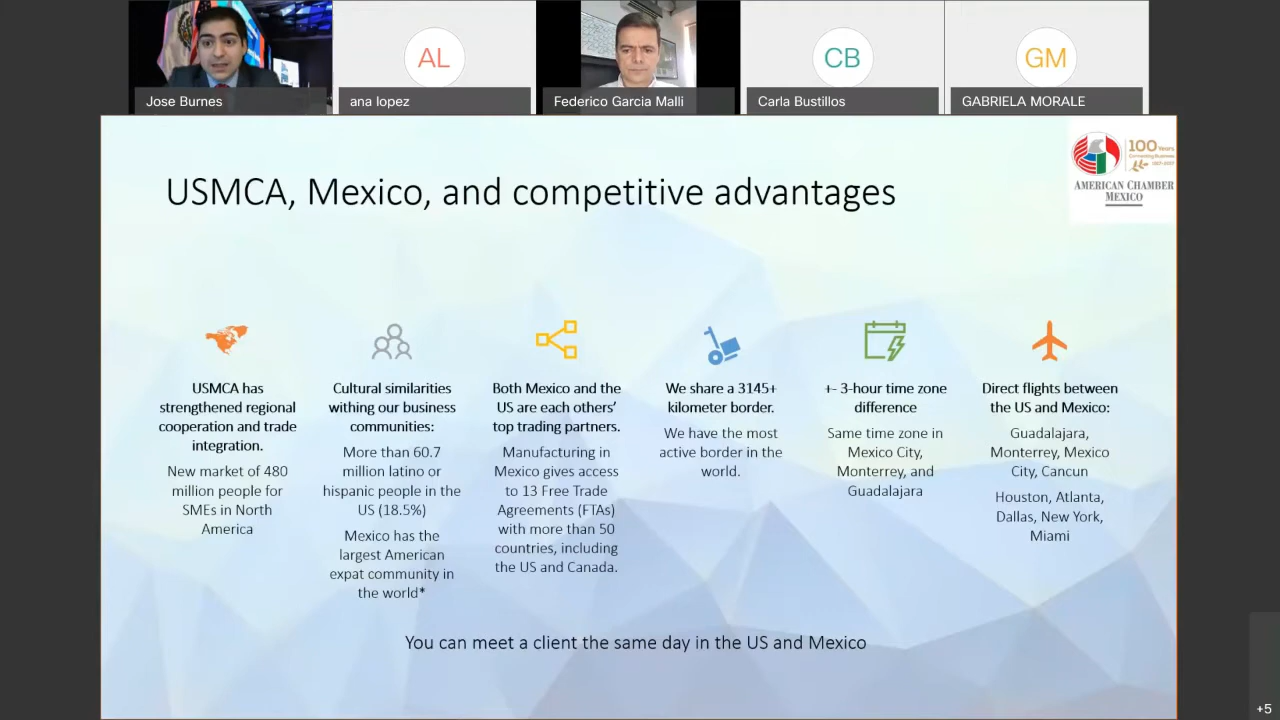 AL
CB
GM
Jose Burnes
ana lopez
Federico Garcia Malli
Carla Bustillos
GABRIELA MORALE
100 Years
Connecting Business
1917-2017
AMERICAN CHAMBER
MEXICO
USMCA, Mexico, and competitive advantages
USMCA has
strengthened regional
cooperation and trade
integration.
New market of 480
million people for
SMEs in North
America
Cultural similarities
withing our business
communities:
More than 60.7
million latino or
hispanic people in the
US (18.5%)
Mexico has the
largest American
expat community in
the world*
Both Mexico and the
US are each others'
top trading partners.
Manufacturing in
Mexico gives access
to 13 Free Trade
Agreements (FTAs)
with more than 50
countries, including
the US and Canada.
We share a 3145+
kilometer border.
We have the most
active border in the
world.
+- 3-hour time zone
difference
Same time zone in
Mexico City,
Monterrey, and
Guadalajara
Direct flights between
the US and Mexico:
Guadalajara,
Monterrey, Mexico
City, Cancun
Houston, Atlanta,
Dallas, New York,
Miami
You can meet a client the same day in the US and Mexico
+5